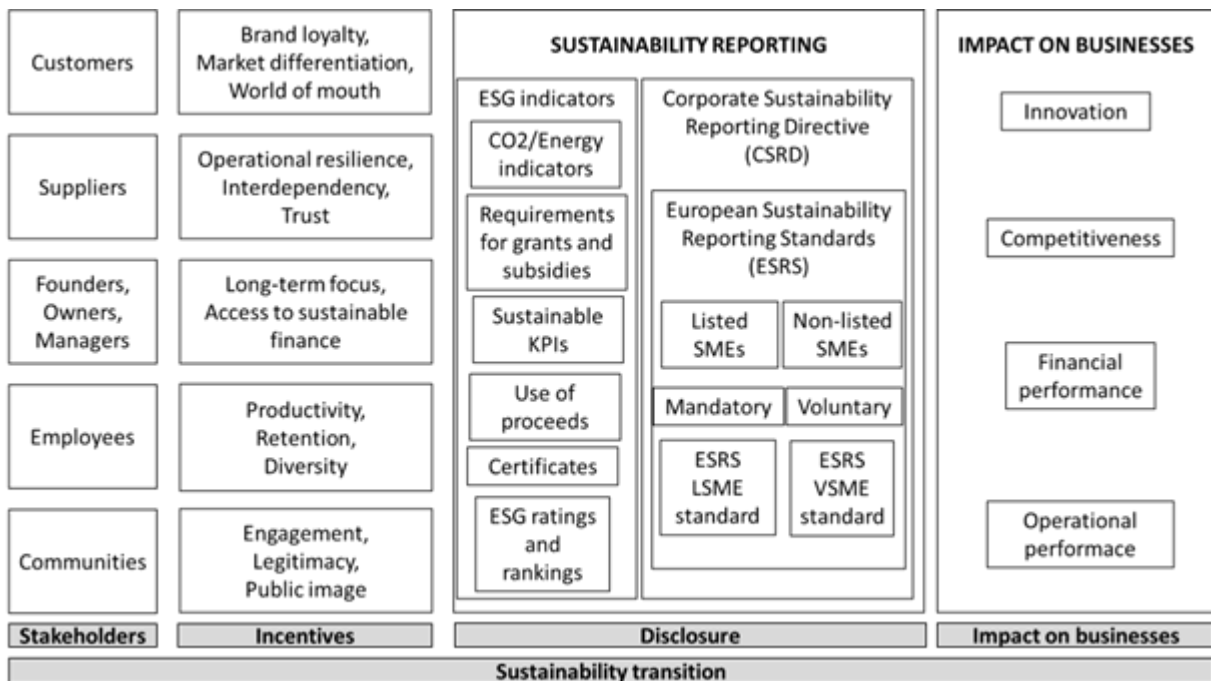 Customers
Brand loyalty,
Market differentiation,
World of mouth
Suppliers
Operational resilience,
Interdependency,
Trust
Founders,
Owners,
Managers
Long-term focus,
Access to sustainable
finance
Employees
Productivity,
Retention,
Diversity
Communities
Engagement,
Legitimacy,
Public image
SUSTAINABILITY REPORTING
ESG indicators
CO2/Energy
indicators
Requirements
for grants and
subsidies
Sustainable
KPIs
Use of
proceeds
Certificates
ESG ratings
and
rankings
Corporate Sustainability
Reporting Directive
(CSRD)
European Sustainability
Reporting Standards
(ESRS)
Listed
SMEs
Non-listed
SMEs
Mandatory
Voluntary
ESRS
LSME
standard
ESRS
VSME
standard
IMPACT ON BUSINESSES
Innovation
Competitiveness
Financial
performance
Operational
performace
Stakeholders
Incentives
Disclosure
Impact on businesses
Sustainability transition